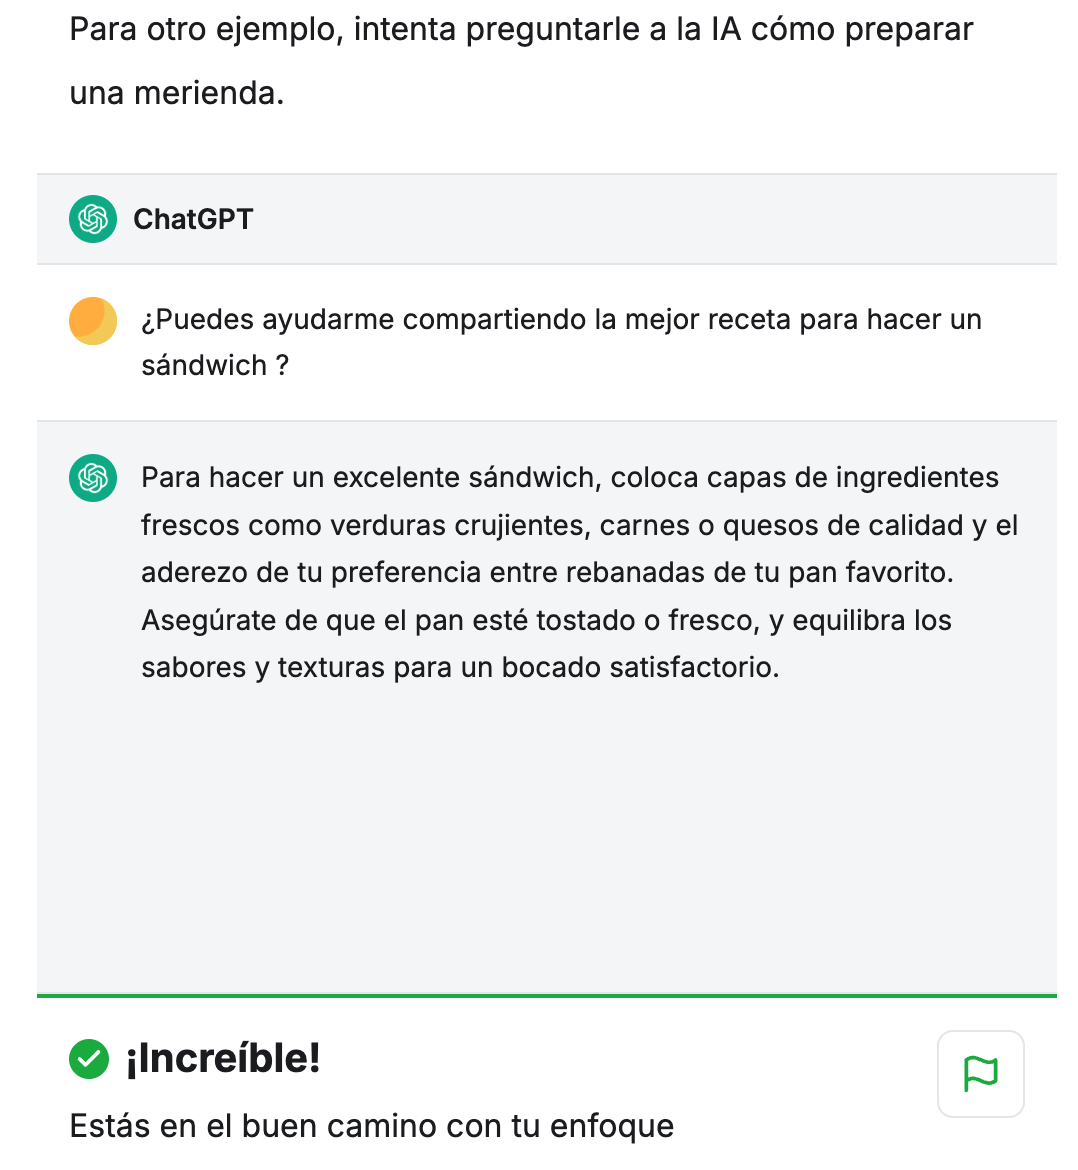 Para otro ejemplo, intenta preguntarle a la IA cómo preparar
una merienda.
ChatGPT
¿Puedes ayudarme compartiendo la mejor receta para hacer un
sándwich ?
Para hacer un excelente sándwich, coloca capas de ingredientes
frescos como verduras crujientes, carnes o quesos de calidad y el
aderezo de tu preferencia entre rebanadas de tu pan favorito.
Asegúrate de que el pan esté tostado o fresco, y equilibra los
sabores y texturas para un bocado satisfactorio.
¡Increíble!
Estás en el buen camino con tu enfoque